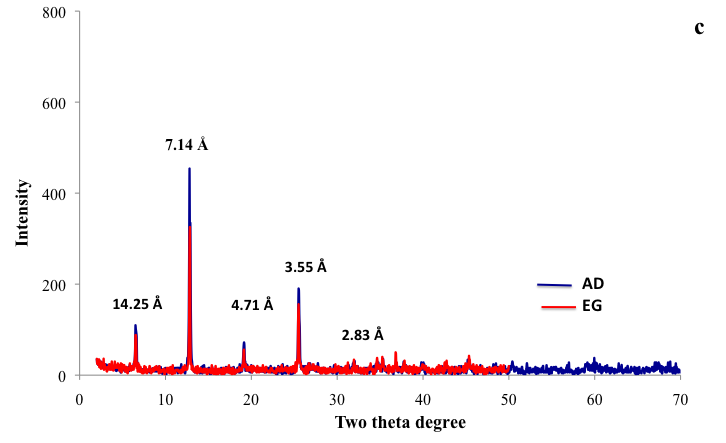 800
c
600
7.14 Å
Intensity
400
3.55 Å
AD
14.25 Å
4.71 Å
EG
200
2.83 Å
0
0 10 20 30 40 50 60 70
Two theta degree